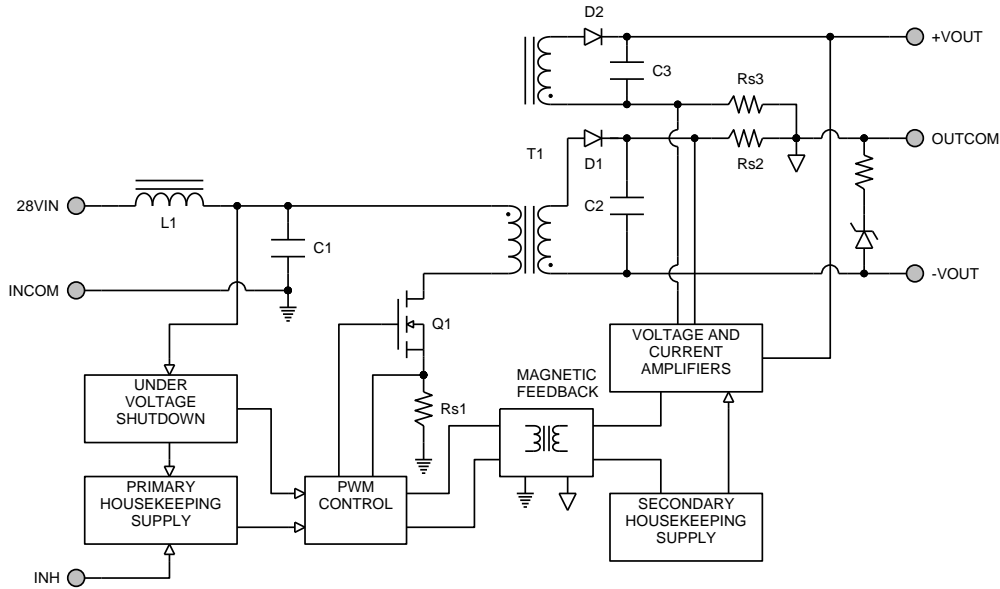 D2
+VOUT
C3
Rs3
T1
D1
Rs2
OUTCOM
28VIN
L1
C1
C2
INCOM
-VOUT
Q1
VOLTAGE AND
CURRENT
AMPLIFIERS
UNDER
VOLTAGE
SHUTDOWN
MAGNETIC
FEEDBACK
Rs1
PRIMARY
HOUSEKEEPING
SUPPLY
PWM
CONTROL
SECONDARY
HOUSEKEEPING
SUPPLY
INH